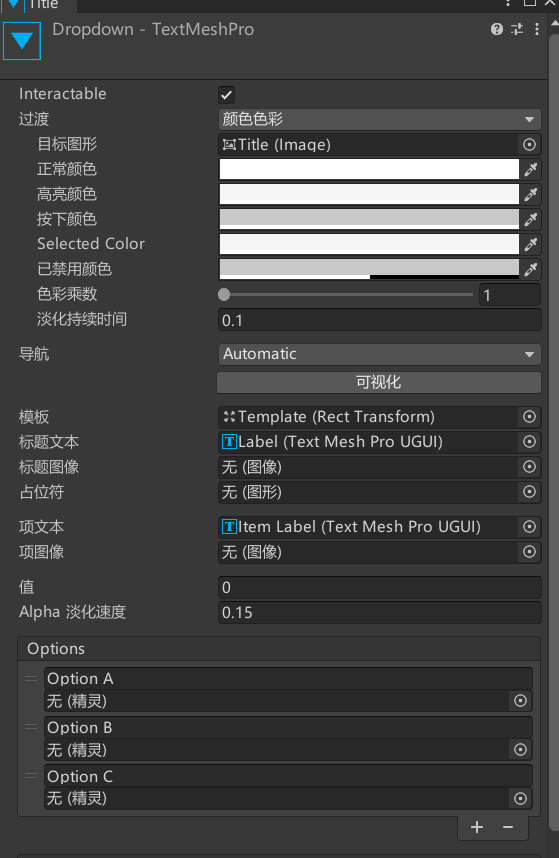 Title
Dropdown - TextMeshPro
Interactable
过渡 颜色色彩
目标图形 Title (Image)
正常颜色
高亮颜色
按下颜色
Selected Color
已禁用颜色
色彩乘数 1
淡化持续时间 0.1
导航 Automatic
可视化
模板 Template (Rect Transform)
标题文本 Label (Text Mesh Pro UGUI)
标题图像 无 (图像)
占位符 无 (图形)
项文本 Item Label (Text Mesh Pro UGUI)
项图像 无 (图像)
值 0
Alpha 淡化速度 0.15
Options
Option A
无 (精灵)
Option B
无 (精灵)
Option C
无 (精灵)